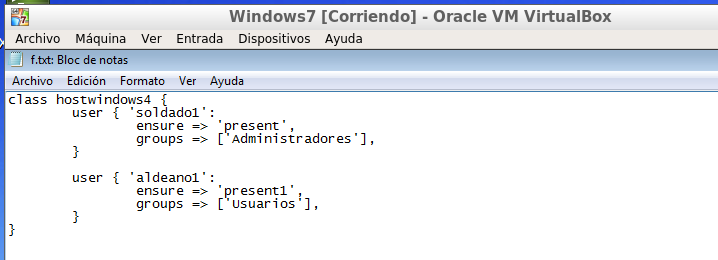 Windows7 [Corriendo] - Oracle VM VirtualBox
Archivo Máquina Ver Entrada Dispositivos Ayuda
f.txt: Bloc de notas
Archivo Edición Formato Ver Ayuda
class hostwindows4 {
        user { 'soldado1':
                ensure => 'present',
                groups => ['Administradores'],
        }

        user { 'aldeano1':
                ensure => 'present1',
                groups => ['Usuarios'],
        }
}